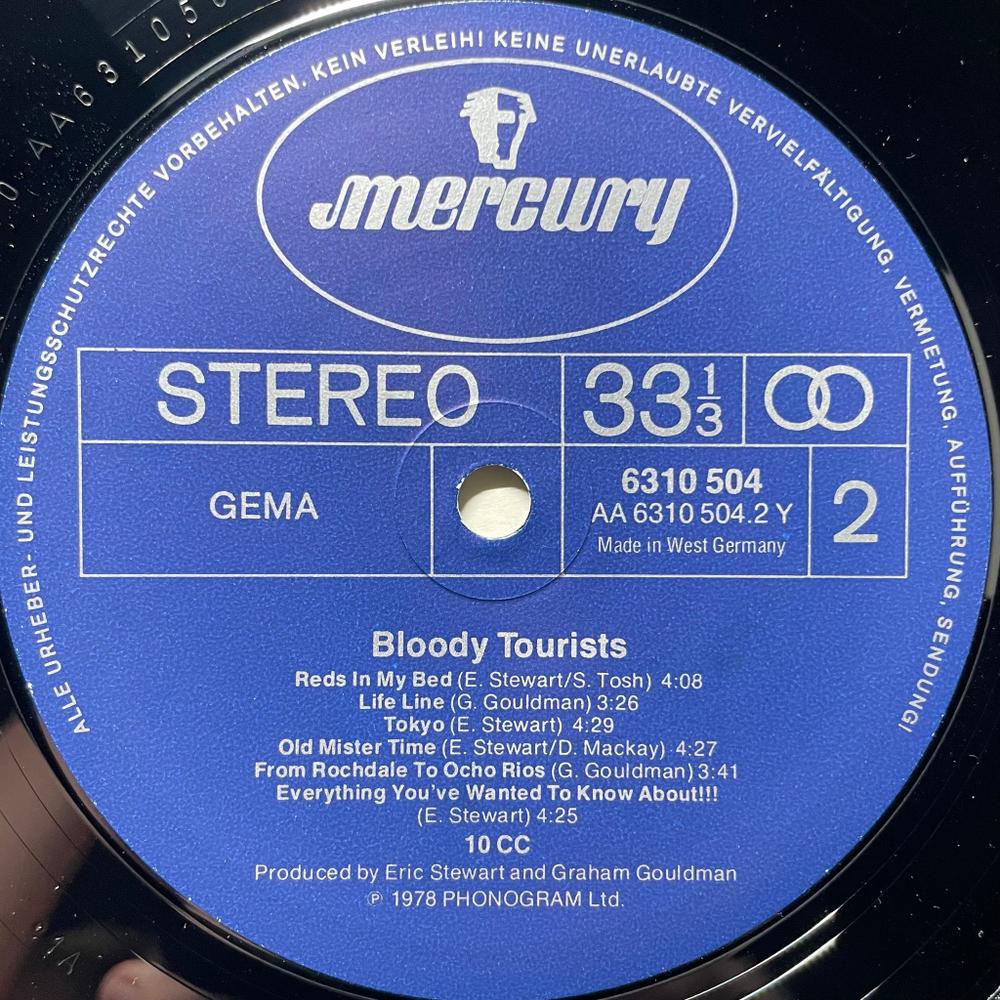 AA 6310504
ALLE URHEBER- UND LEISTUNGSSCHUTZRECHTE VORBEHALTEN. KEIN VERLEIH! KEINE UNERLAUBTE VERVIELFÄLTIGUNG, VERMIETUNG, AUFFÜHRUNG, SENDUNG!
mercury
STEREO 33 1/3
GEMA
6310 504
AA 6310 504.2 Y
Made in West Germany
2
Bloody Tourists
Reds In My Bed (E. Stewart/S. Tosh) 4:08
Life Line (G. Gouldman) 3:26
Tokyo (E. Stewart) 4:29
Old Mister Time (E. Stewart/D. Mackay) 4:27
From Rochdale To Ocho Rios (G. Gouldman) 3:41
Everything You've Wanted To Know About!!!
(E. Stewart) 4:25
10 CC
Produced by Eric Stewart and Graham Gouldman
℗ 1978 PHONOGRAM Ltd.